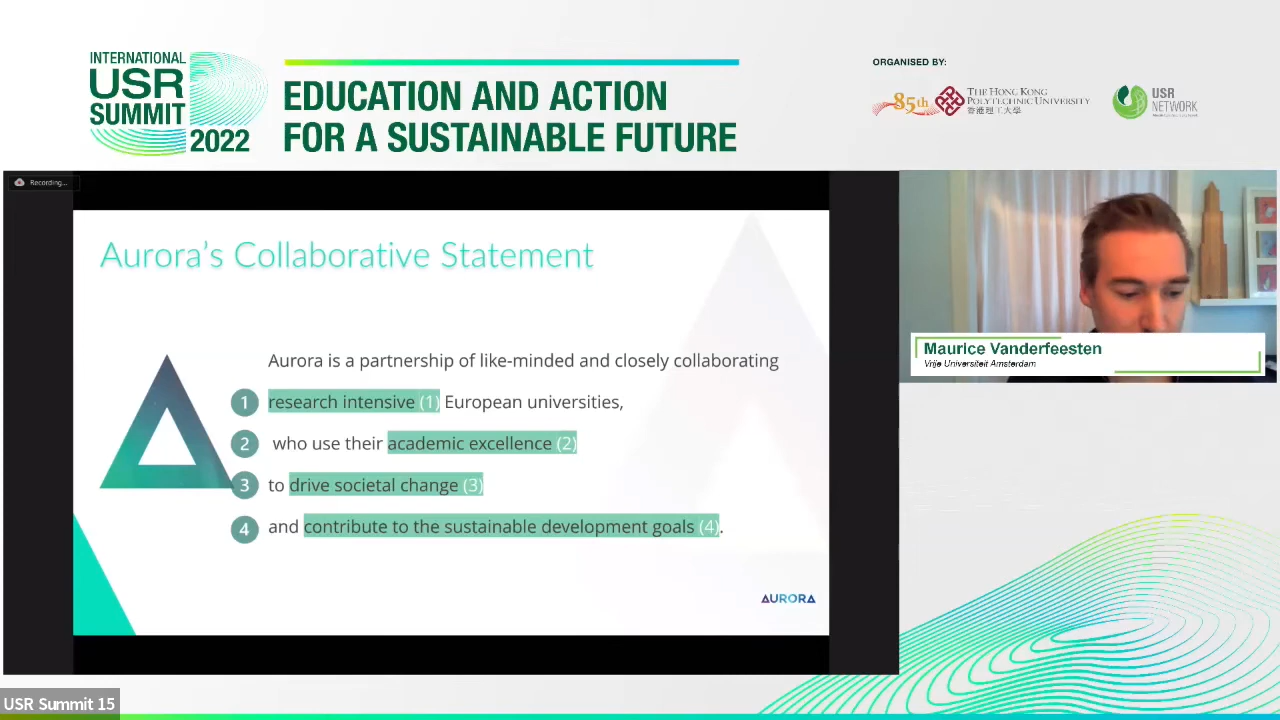 INTERNATIONAL
USR
SUMMIT
2022
EDUCATION AND ACTION
FOR A SUSTAINABLE FUTURE
ORGANISED BY:
85th
THE HONG KONG
POLYTECHNIC UNIVERSITY
香港理工大學
USR
NETWORK
Recording...
Aurora's Collaborative Statement
Aurora is a partnership of like-minded and closely collaborating
1 research intensive (1) European universities,
2 who use their academic excellence (2)
3 to drive societal change (3)
4 and contribute to the sustainable development goals (4).
AURORA
Maurice Vanderfeesten
Vrije Universiteit Amsterdam
USR Summit 15